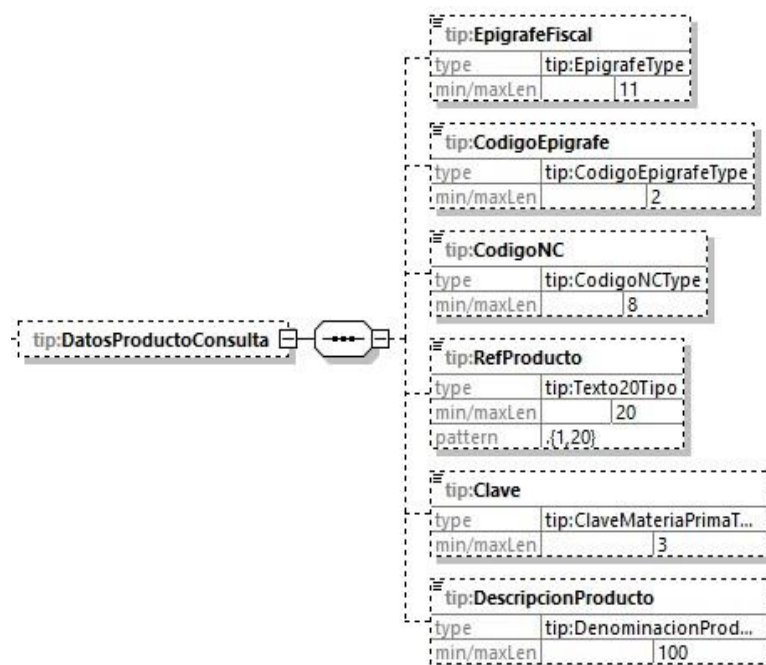 tip:EpigrafeFiscal
type tip:EpigrafeType
min/maxLen 11
tip:CodigoEpigrafe
type tip:CodigoEpigrafeType
min/maxLen 2
tip:CodigoNC
type tip:CodigoNCType
min/maxLen 8
tip:DatosProductoConsulta
tip:RefProducto
type tip:Texto20Tipo
min/maxLen 20
pattern .{1,20}
tip:Clave
type tip:ClaveMateriaPrimaT...
min/maxLen 3
tip:DescripcionProducto
type tip:DenominacionProd...
min/maxLen 100